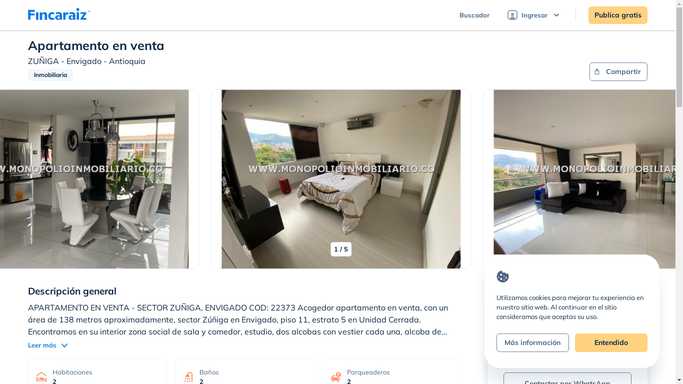 Fincaraiz
Buscador
Ingresar
Publica gratis
Apartamento en venta
ZUÑIGA - Envigado - Antioquia
Inmobiliaria
Compartir
WWW.MONOPOLIOINMOBILIARIO.CO
WWW.MONOPOLIOINMOBILIARIO.CO
WWW.MONOPOLIOINMOBILIAR
1 / 5
Descripción general
APARTAMENTO EN VENTA - SECTOR ZUÑIGA, ENVIGADO COD: 22373 Acogedor apartamento en venta, con un
área de 138 metros aproximadamente, sector Zúñiga en Envigado, piso 11, estrato 5 en Unidad Cerrada.
Encontramos en su interior zona social de sala y comedor, estudio, dos alcobas con vestier cada una, alcoba de...
Leer más
Habitaciones
2
Baños
2
Parqueaderos
2
Utilizamos cookies para mejorar tu experiencia en
nuestro sitio web. Al continuar en el sitio
consideramos que aceptas su uso.
Más información
Entendido
Contactar por WhatsApp